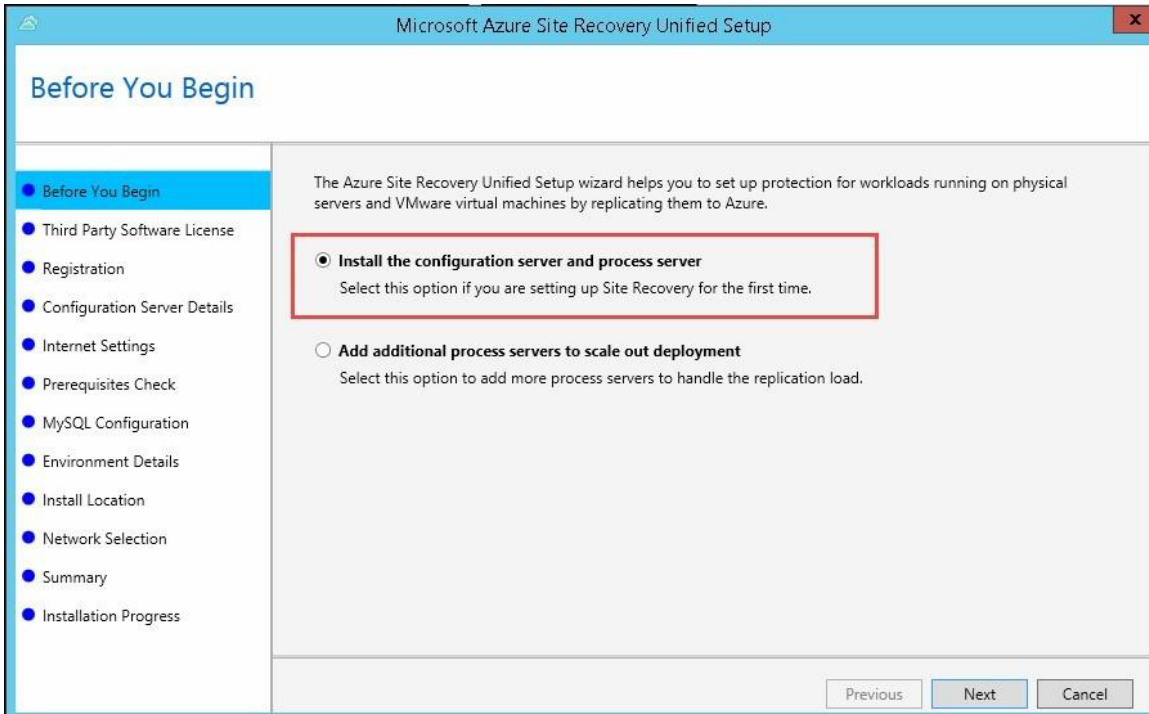 Microsoft Azure Site Recovery Unified Setup
x
Before You Begin
Before You Begin
Third Party Software License
Registration
Configuration Server Details
Internet Settings
Prerequisites Check
MySQL Configuration
Environment Details
Install Location
Network Selection
Summary
Installation Progress
The Azure Site Recovery Unified Setup wizard helps you to set up protection for workloads running on physical
servers and VMware virtual machines by replicating them to Azure.
Install the configuration server and process server
Select this option if you are setting up Site Recovery for the first time.
Add additional process servers to scale out deployment
Select this option to add more process servers to handle the replication load.
Previous
Next
Cancel